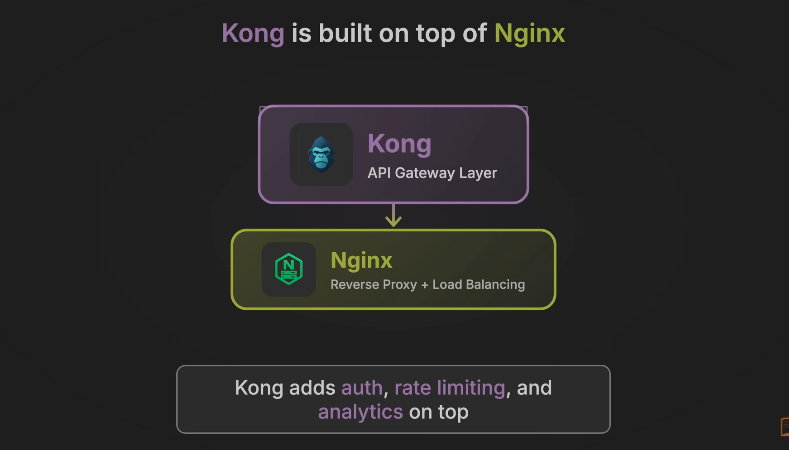 Kong is built on top of Nginx
Kong
API Gateway Layer
N
Nginx
Reverse Proxy + Load Balancing
Kong adds auth, rate limiting, and
analytics on top